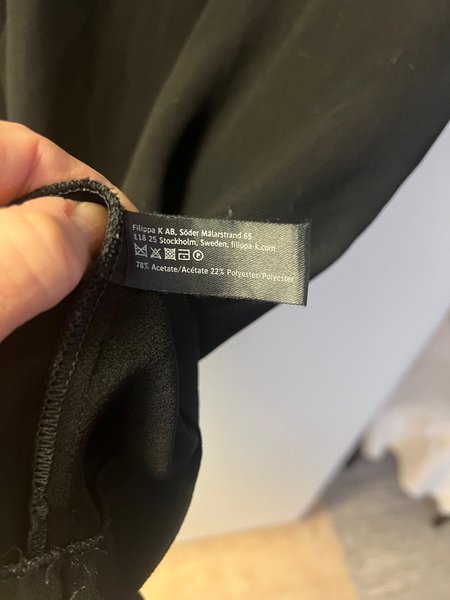 Filippa K AB, Söder Mälarstrand 65
118 25 Stockholm, Sweden, filippa-k.com
78% Acetate/Acétate 22% Polyester/Polyester